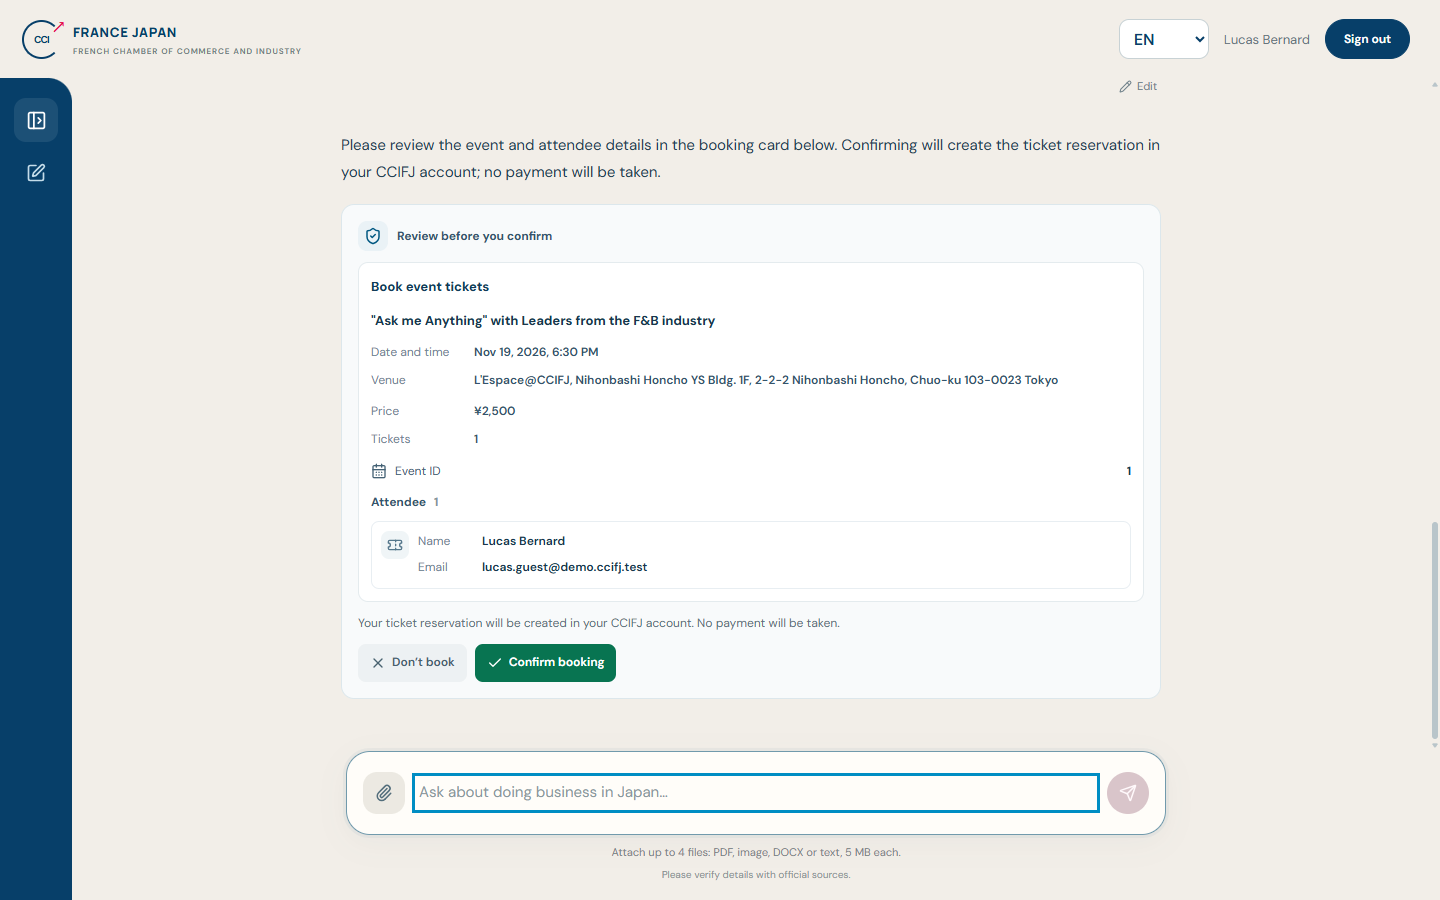 CCI
FRANCE JAPAN
FRENCH CHAMBER OF COMMERCE AND INDUSTRY
EN
Lucas Bernard
Sign out
Edit
Please review the event and attendee details in the booking card below. Confirming will create the ticket reservation in
your CCIFJ account; no payment will be taken.
Review before you confirm
Book event tickets
"Ask me Anything" with Leaders from the F&B industry
Date and time Nov 19, 2026, 6:30 PM
Venue L'Espace@CCIFJ, Nihonbashi Honcho YS Bldg. 1F, 2-2-2 Nihonbashi Honcho, Chuo-ku 103-0023 Tokyo
Price ¥2,500
Tickets 1
Event ID 1
Attendee 1
Name Lucas Bernard
Email lucas.guest@demo.ccifj.test
Your ticket reservation will be created in your CCIFJ account. No payment will be taken.
Don't book
Confirm booking
Ask about doing business in Japan...
Attach up to 4 files: PDF, image, DOCX or text, 5 MB each.
Please verify details with official sources.